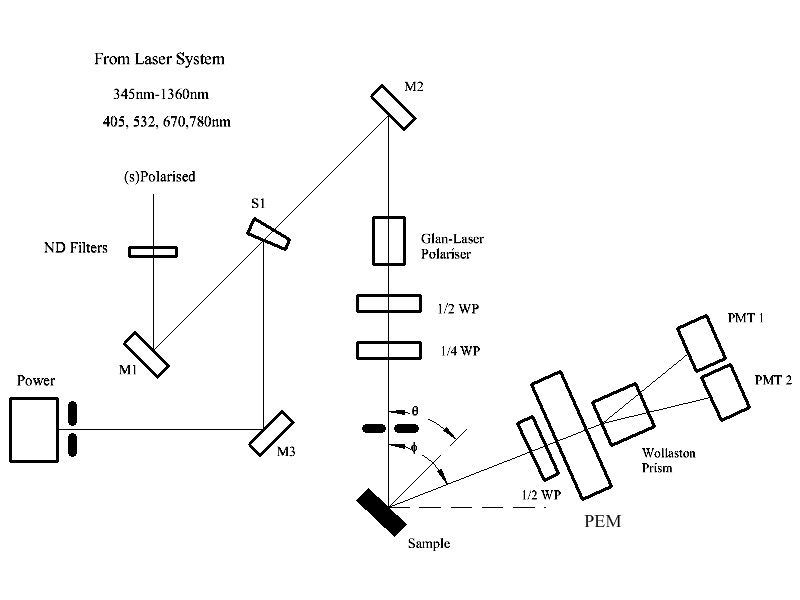 From Laser System
345nm-1360nm
405, 532, 670,780nm
(s)Polarised
ND Filters
M1
S1
M2
Glan-Laser
Polariser
1/2 WP
1/4 WP
Power
M3
θ
ϕ
Sample
1/2 WP
PEM
Wollaston
Prism
PMT 1
PMT 2